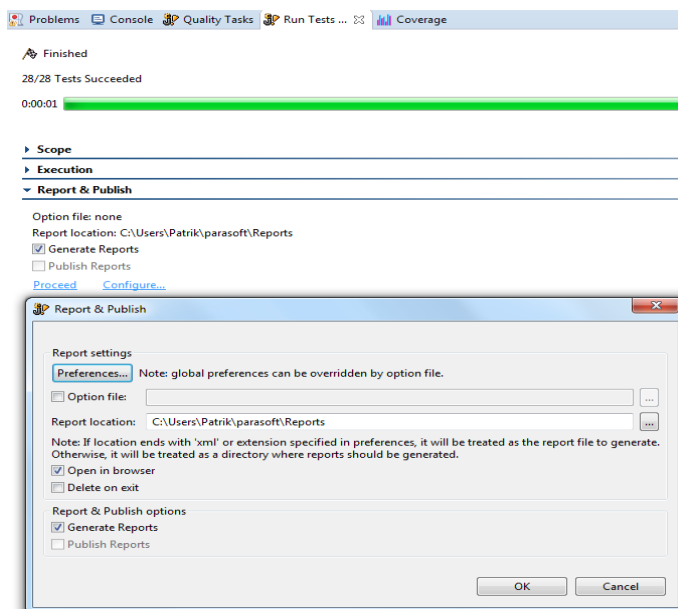 Problems Console Quality Tasks Run Tests ... Coverage
Finished
28/28 Tests Succeeded
0:00:01
Scope
Execution
Report & Publish
Option file: none
Report location: C:\Users\Patrik\parasoft\Reports
Generate Reports
Publish Reports
Proceed Configure...
Report & Publish
Report settings
Preferences... Note: global preferences can be overridden by option file.
Option file: ...
Report location: C:\Users\Patrik\parasoft\Reports ...
Note: If location ends with 'xml' or extension specified in preferences, it will be treated as the report file to generate.
Otherwise, it will be treated as a directory where reports should be generated.
Open in browser
Delete on exit
Report & Publish options
Generate Reports
Publish Reports
OK Cancel